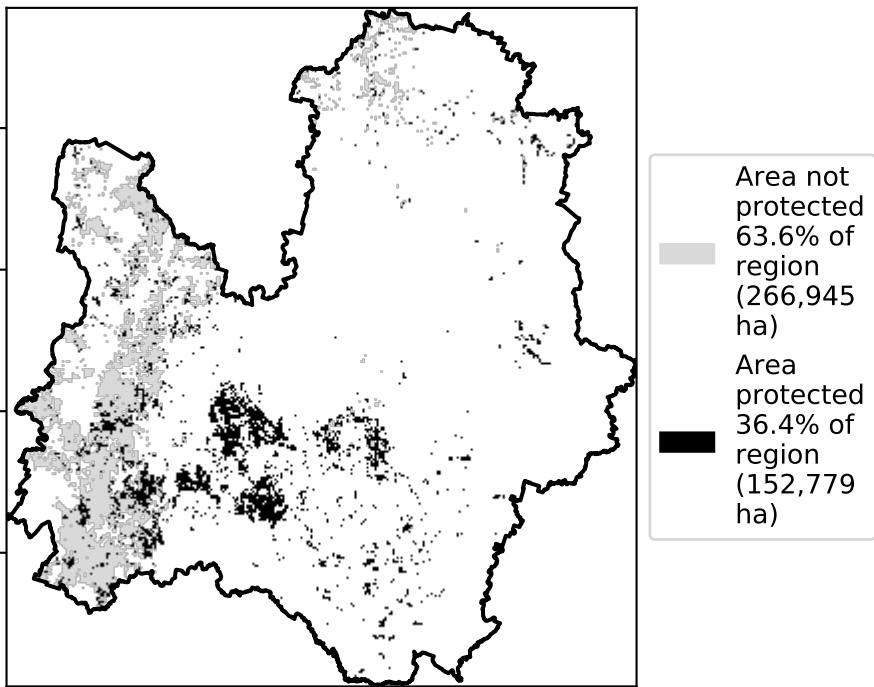 Area not
protected
63.6% of
region
(266,945
ha)
Area
protected
36.4% of
region
(152,779
ha)